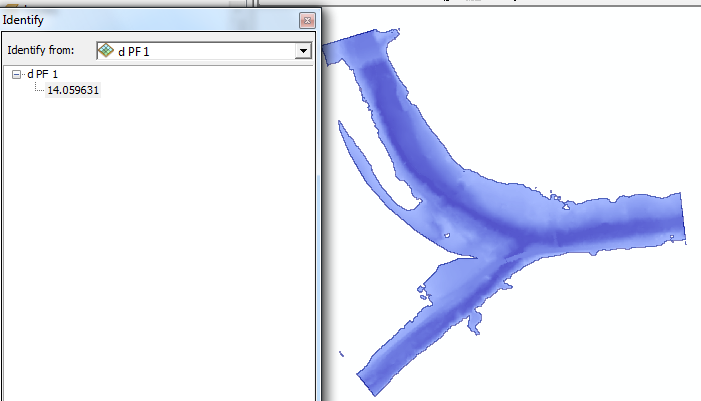 Identify
Identify from: d PF 1
d PF 1
14.059631